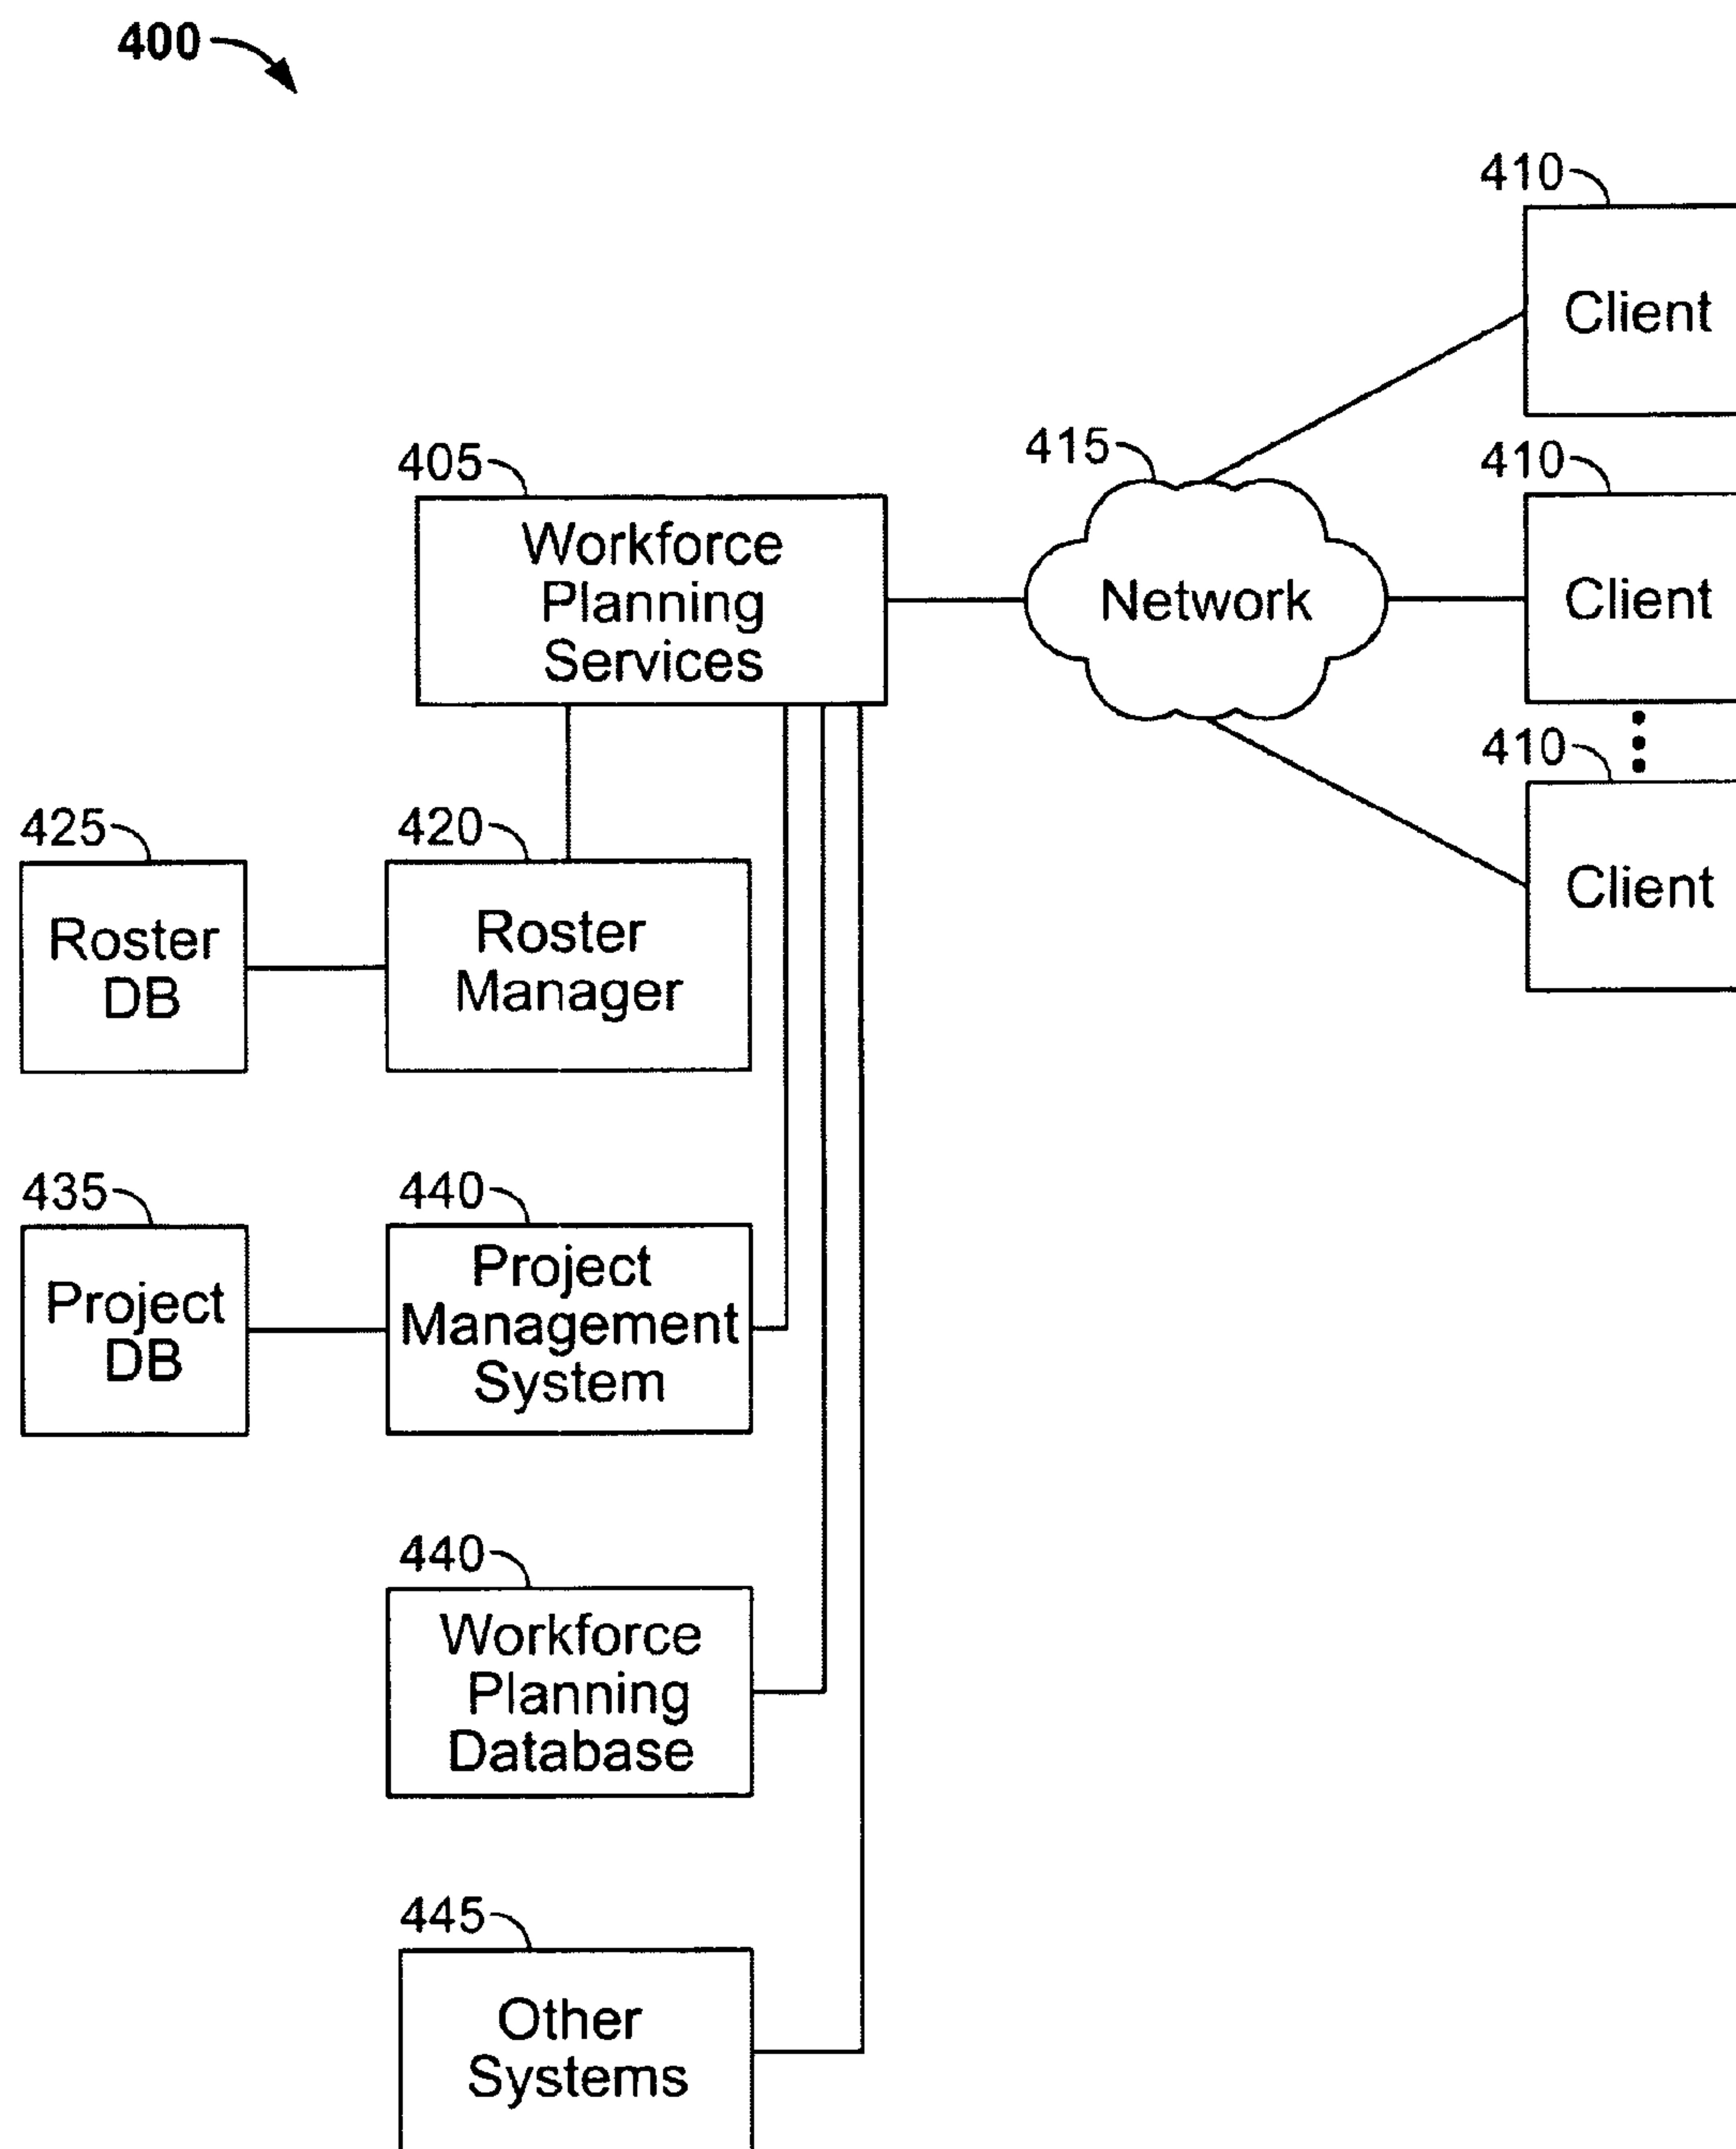 400
410
Client
415
410
405
Workforce
Planning
Services
Network
Client
410
Client
425
420
Roster
DB
Roster
Manager
435
440
Project
DB
Project
Management
System
440
Workforce
Planning
Database
445
Other
Systems